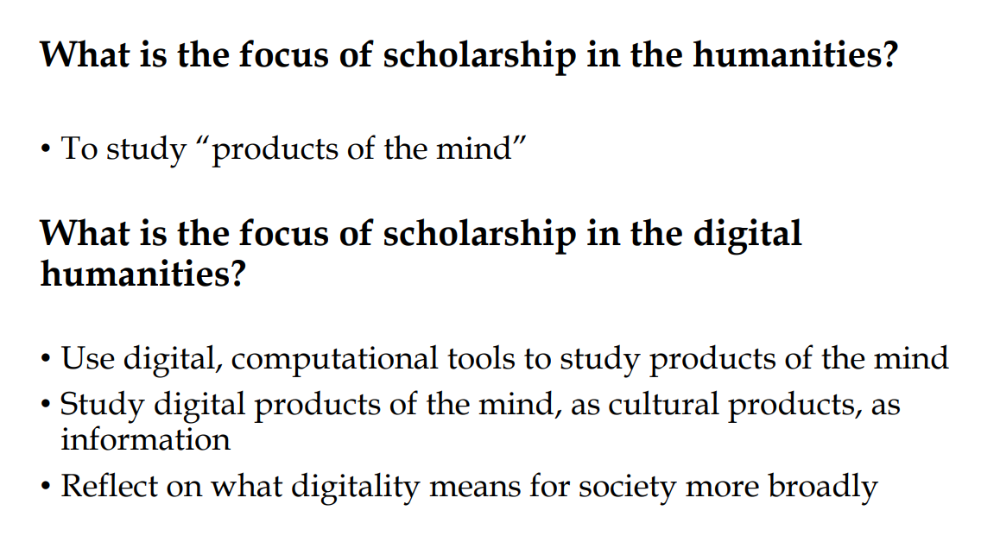 What is the focus of scholarship in the humanities?
• To study “products of the mind”
What is the focus of scholarship in the digital
humanities?
• Use digital, computational tools to study products of the mind
• Study digital products of the mind, as cultural products, as
information
• Reflect on what digitality means for society more broadly